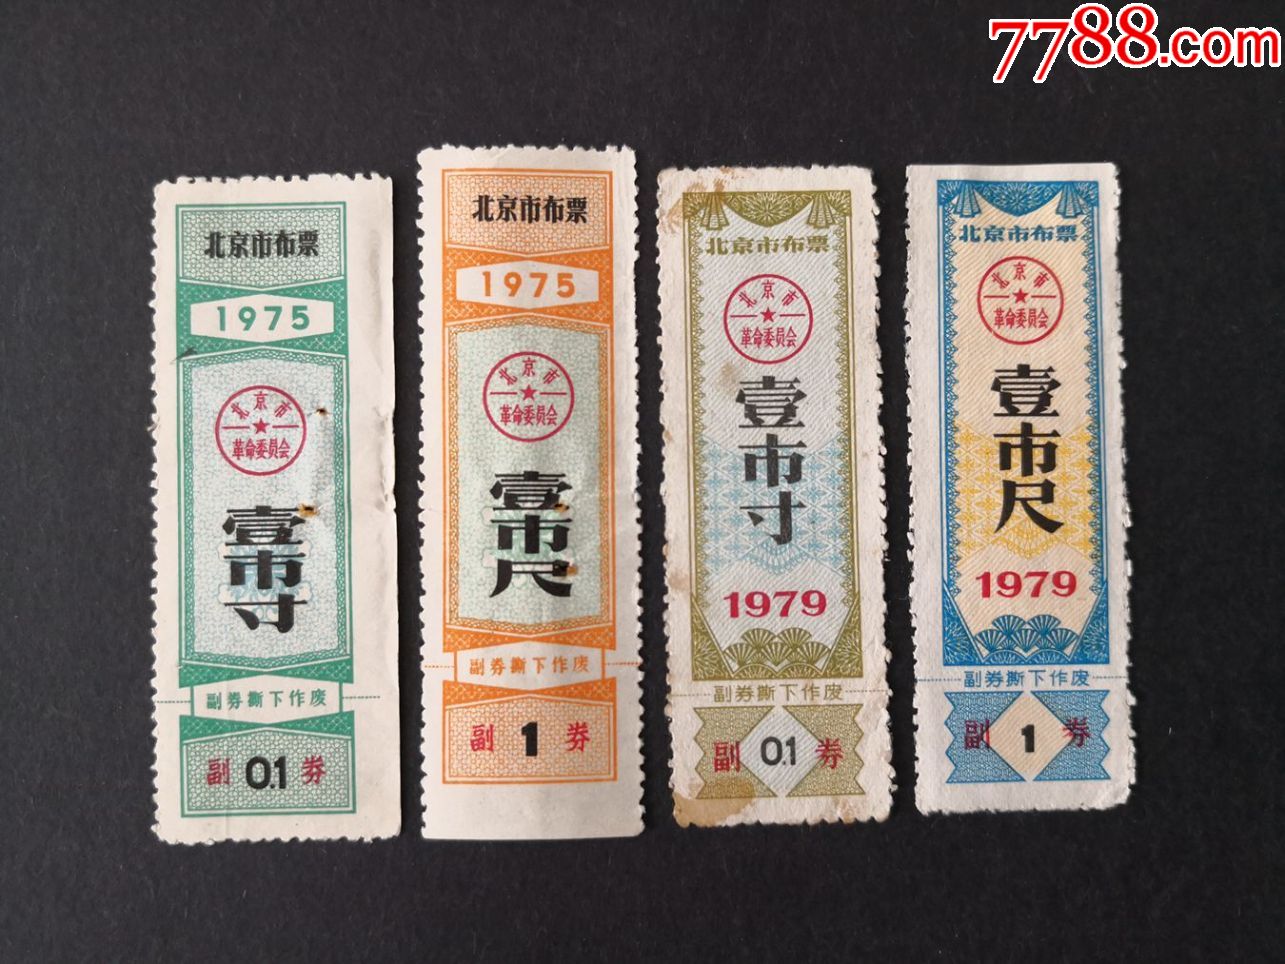 7788.com
北京市布票
1975
北京市
革命委员会
壹市寸
副券撕下作废
副 0.1 券
北京市布票
1975
北京市
革命委员会
壹市尺
副券撕下作废
副 1 券
北京市布票
北京市
革命委员会
壹市寸
1979
副券撕下作废
副 0.1 券
北京市布票
北京市
革命委员会
壹市尺
1979
副券撕下作废
副 1 券